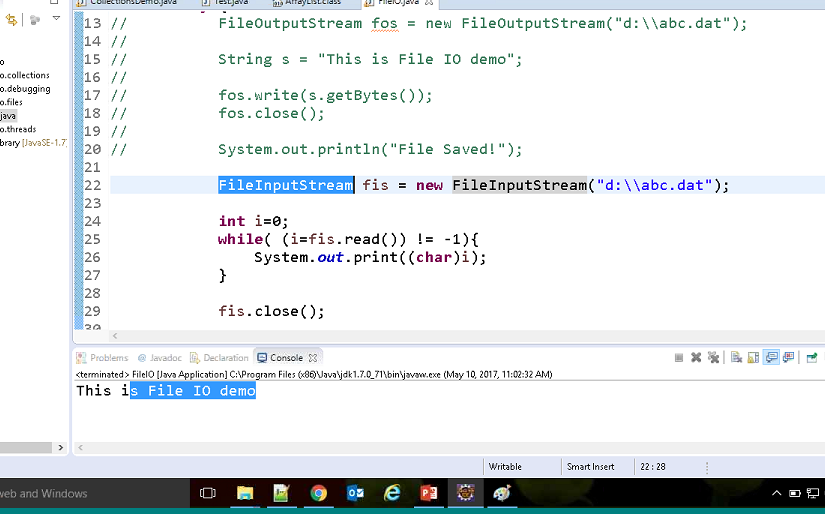 CollectionsDemo.java Test.java ArrayList.class FileIO.java
13 // FileOutputStream fos = new FileOutputStream("d:\\abc.dat");
14 //
15 // String s = "This is File IO demo";
16 //
17 // fos.write(s.getBytes());
18 // fos.close();
19 //
20 // System.out.println("File Saved!");
21
22 FileInputStream fis = new FileInputStream("d:\\abc.dat");
23
24 int i=0;
25 while( (i=fis.read()) != -1){
26 System.out.print((char)i);
27 }
28
29 fis.close();
30
o
o.collections
o.debugging
o.files
java
o.threads
brary [JavaSE-1.7]
Problems @ Javadoc Declaration Console
<terminated> FileIO [Java Application] C:\Program Files (x86)\Java\jdk1.7.0_71\bin\javaw.exe (May 10, 2017, 11:02:32 AM)
This is File IO demo
Writable Smart Insert 22 : 28
web and Windows